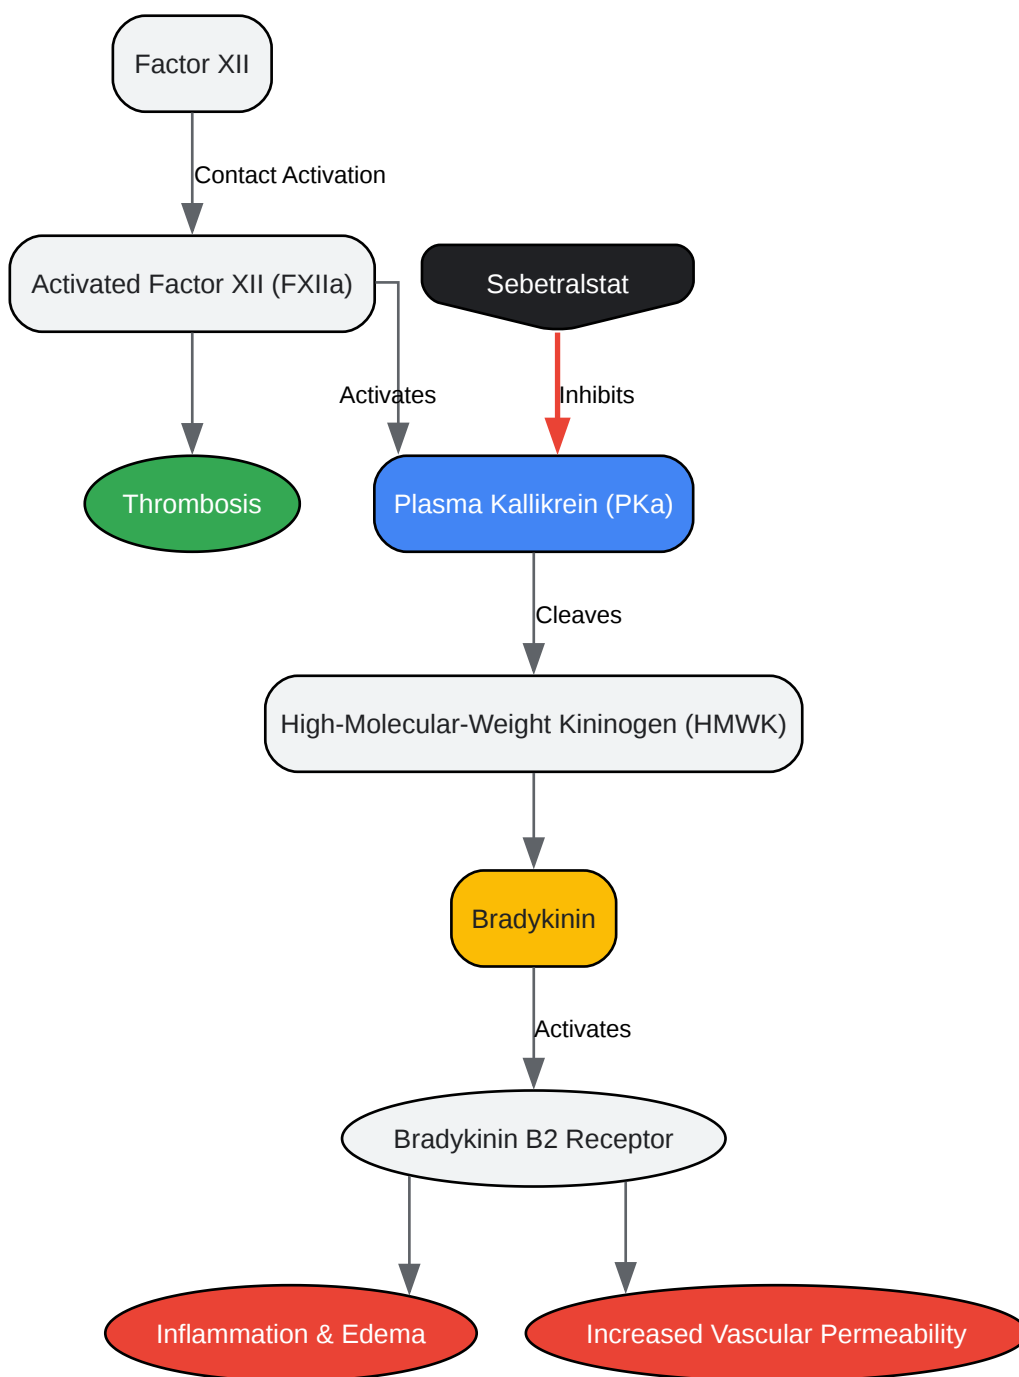 Factor XII
Contact Activation
Activated Factor XII (FXIIa)
Sebetralstat
Activates
Inhibits
Thrombosis
Plasma Kallikrein (PKa)
Cleaves
High-Molecular-Weight Kininogen (HMWK)
Bradykinin
Activates
Bradykinin B2 Receptor
Inflammation & Edema
Increased Vascular Permeability